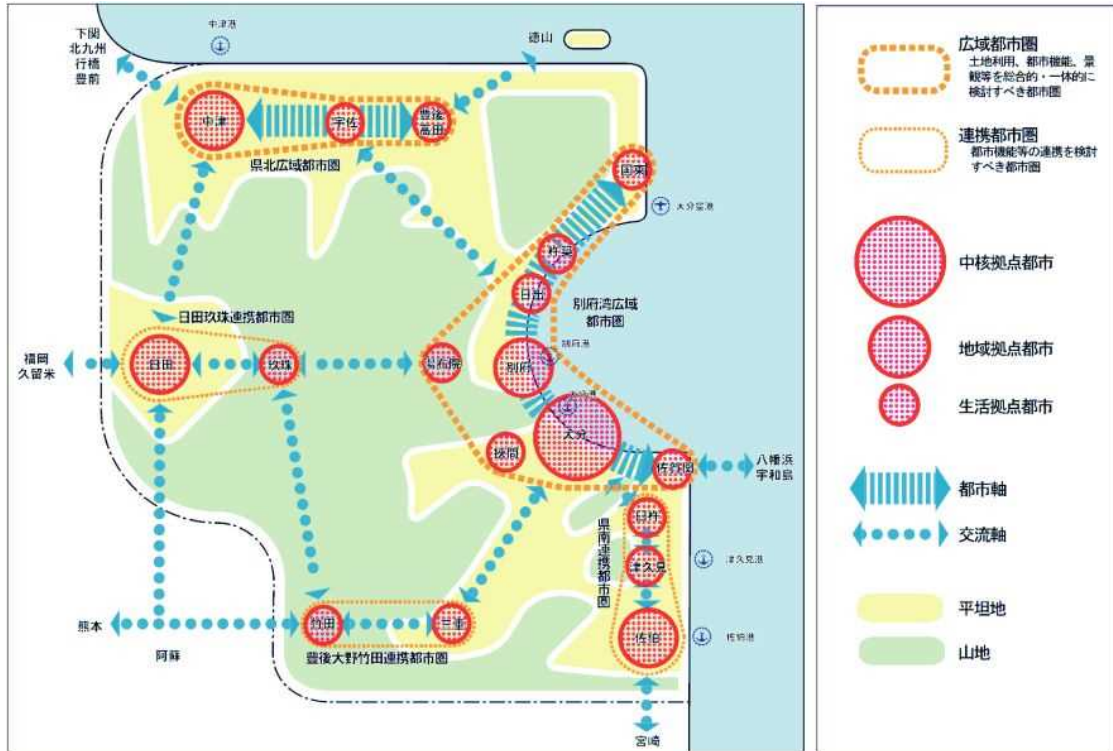 下関
北九州
行橋
豊前
中津港
徳山
中津
宇佐
豊後
高田
県北広域都市圏
国東
大分空港
杵築
日出
別府湾広域
都市圏
日田玖珠連携都市圏
福岡
久留米
日田
玖珠
湯布院
別府港
別府
大分港
大分
挾間
佐賀関
八幡浜
宇和島
臼杵
県南連携都市圏
津久見
津久見港
熊本
阿蘇
竹田
三重
豊後大野竹田連携都市圏
佐伯
佐伯港
宮崎
広域都市圏
土地利用、都市機能、景
観等を総合的・一体的に
検討すべき都市圏
連携都市圏
都市機能等の連携を検討
すべき都市圏
中核拠点都市
地域拠点都市
生活拠点都市
都市軸
交流軸
平坦地
山地